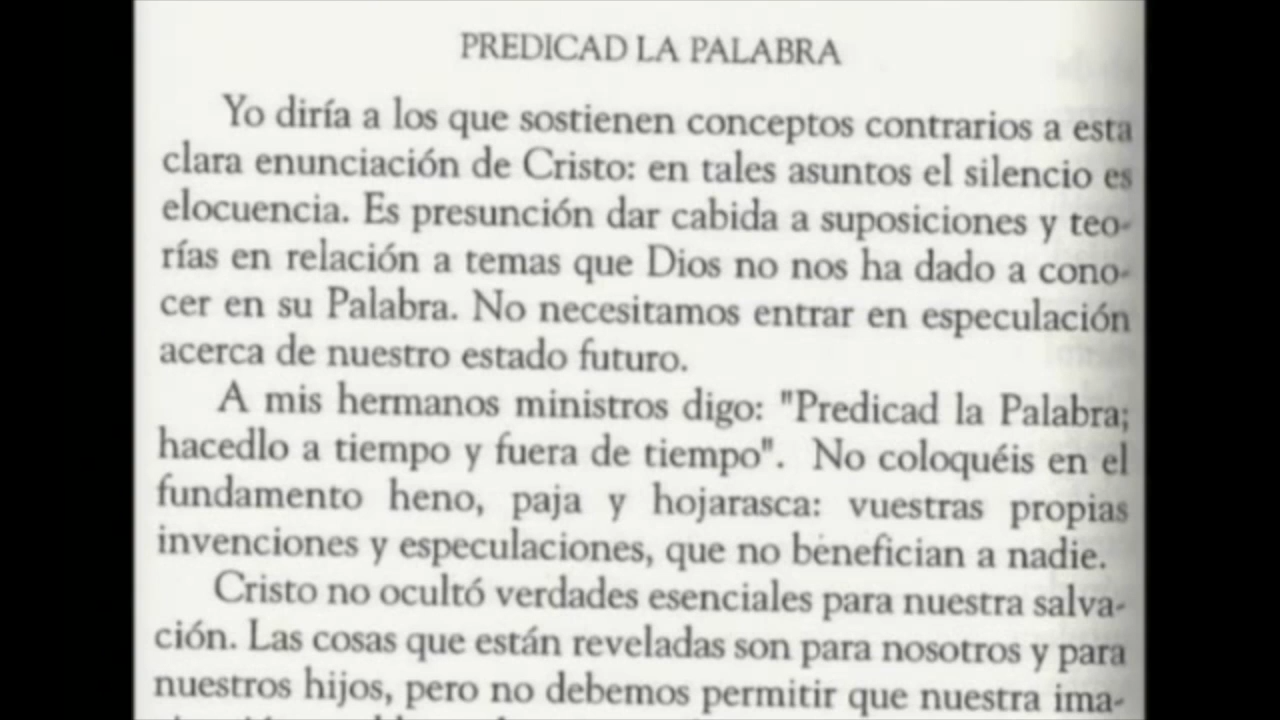 PREDICAD LA PALABRA
Yo diría a los que sostienen conceptos contrarios a esta
clara enunciación de Cristo: en tales asuntos el silencio es
elocuencia. Es presunción dar cabida a suposiciones y teo-
rías en relación a temas que Dios no nos ha dado a cono-
cer en su Palabra. No necesitamos entrar en especulación
acerca de nuestro estado futuro.
A mis hermanos ministros digo: "Predicad la Palabra;
hacedlo a tiempo y fuera de tiempo". No coloquéis en el
fundamento heno, paja y hojarasca: vuestras propias
invenciones y especulaciones, que no benefician a nadie.
Cristo no ocultó verdades esenciales para nuestra salva-
ción. Las cosas que están reveladas son para nosotros y para
nuestros hijos, pero no debemos permitir que nuestra ima-